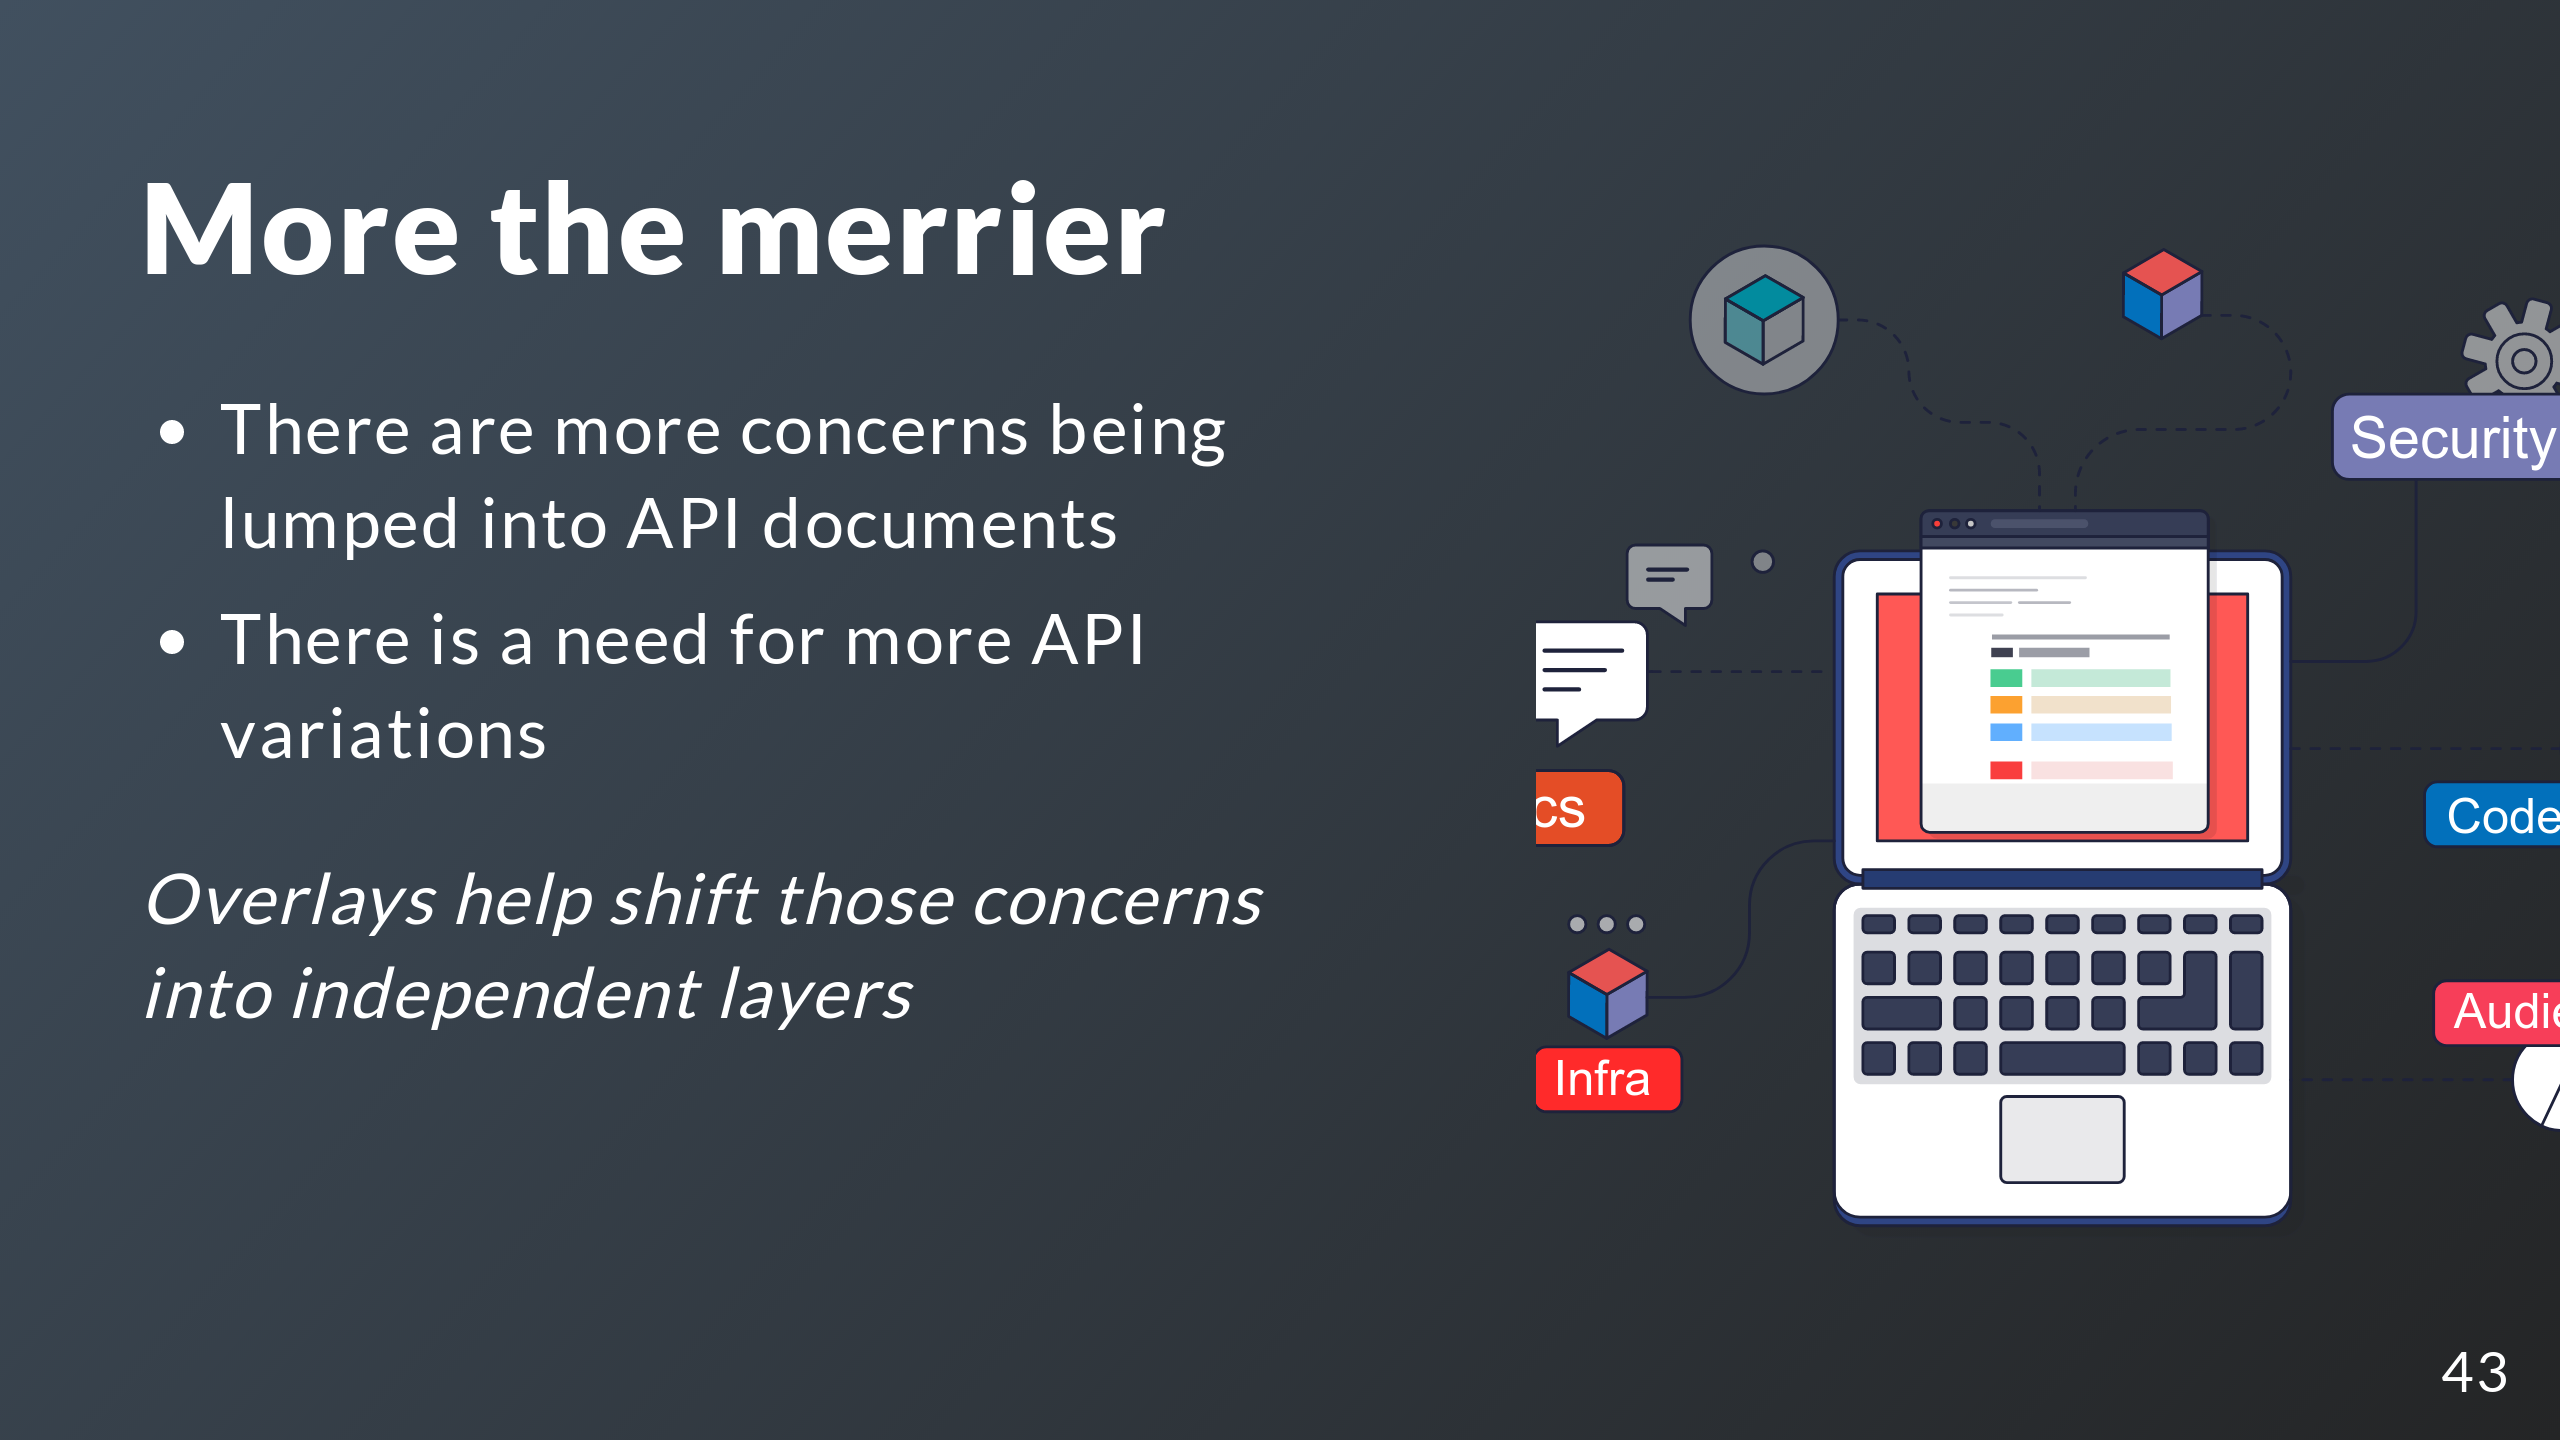 More the merrier
• There are more concerns being
lumped into API documents
• There is a need for more API
variations
Overlays help shift those concerns
into independent layers
Security
cs
Code
Infra
43